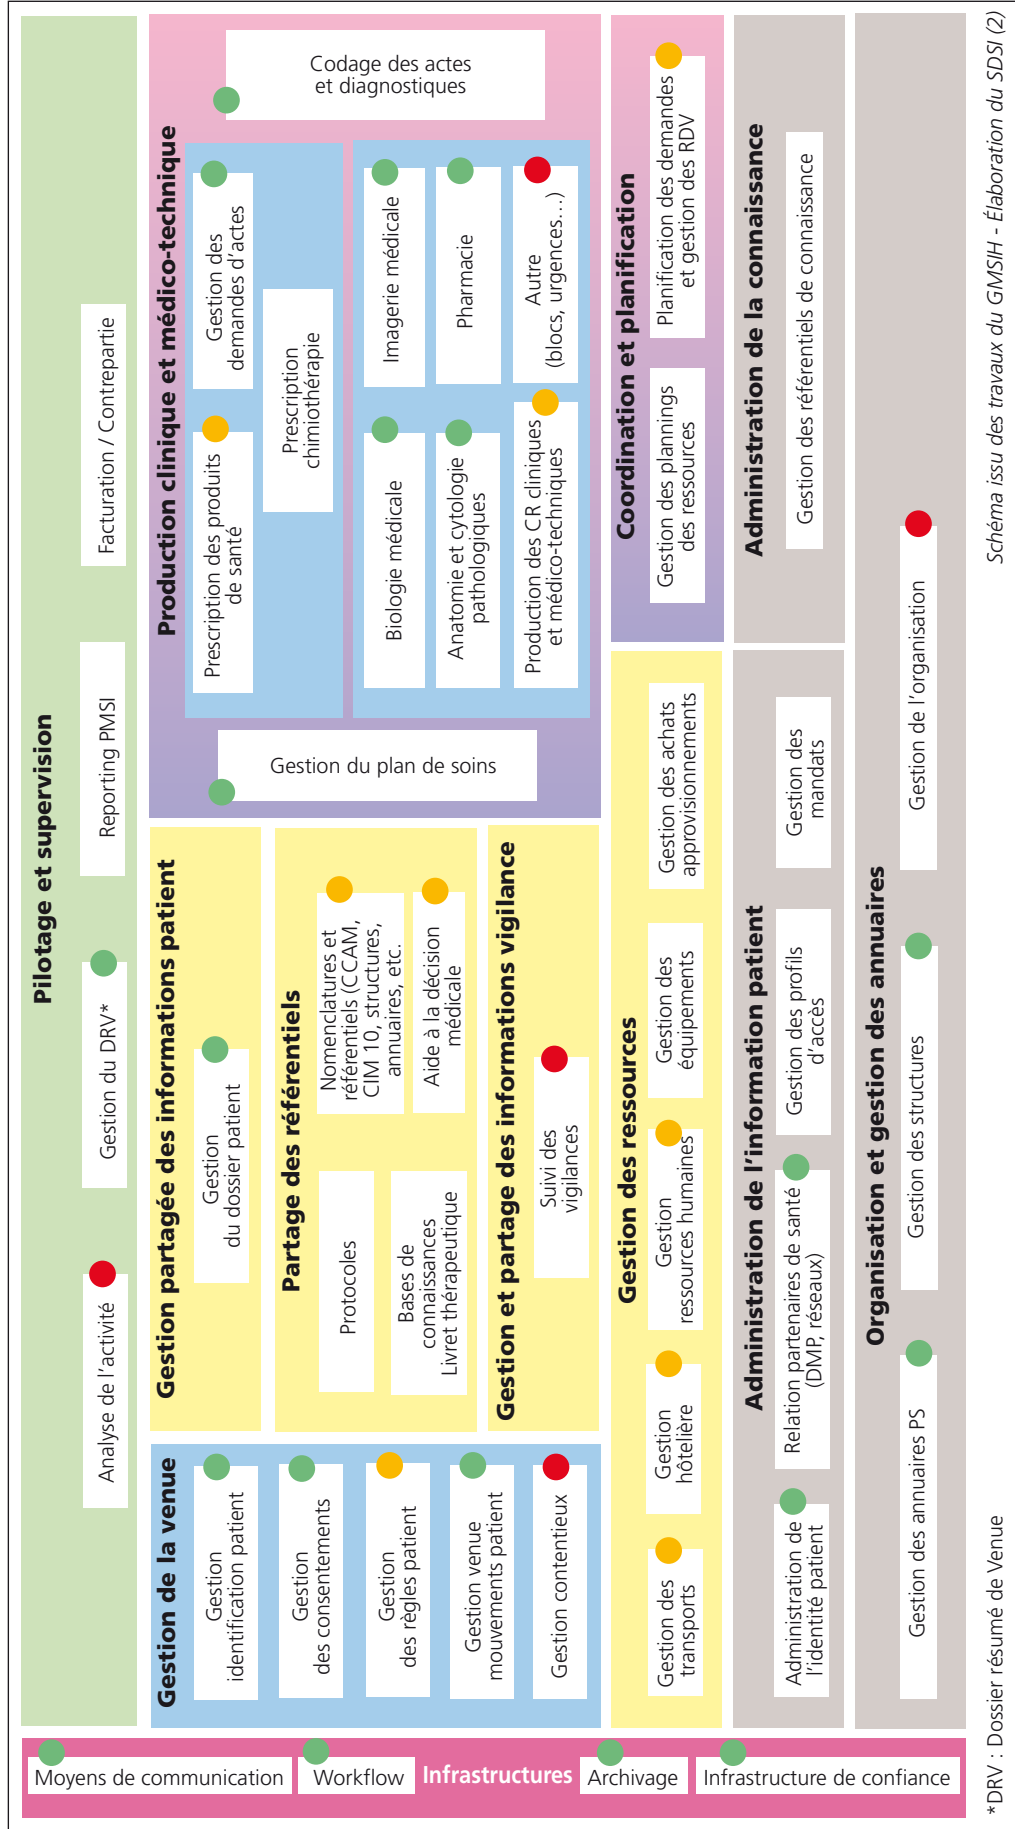 Pilotage et supervision
Analyse de l'activité
Gestion du DRV*
Reporting PMSI
Facturation / Contrepartie
Gestion de la venue
Gestion
identification patient
Gestion
des consentements
Gestion
des règles patient
Gestion venue
mouvements patient
Gestion contentieux
Gestion partagée des informations patient
Gestion
du dossier patient
Partage des référentiels
Protocoles
Nomenclatures et
référentiels (CCAM,
CIM 10, structures,
annuaires, etc.
Bases de
connaissances
Livret thérapeutique
Aide à la décision
médicale
Gestion et partage des informations vigilance
Suivi des
vigilances
Production clinique et médico-technique
Gestion du plan de soins
Prescription des produits
de santé
Gestion des
demandes d'actes
Prescription
chimiothérapie
Biologie médicale
Imagerie médicale
Anatomie et cytologie
pathologiques
Pharmacie
Production des CR cliniques
et médico-techniques
Autre
(blocs, urgences...)
Codage des actes
et diagnostiques
Gestion des ressources
Gestion des
transports
Gestion
hôtelière
Gestion
ressources humaines
Gestion des
équipements
Gestion des achats
approvisionnements
Coordination et planification
Gestion des plannings
des ressources
Planification des demandes
et gestion des RDV
Administration de l'information patient
Administration de
l'identité patient
Relation partenaires de santé
(DMP, réseaux)
Gestion des profils
d'accès
Gestion des
mandats
Administration de la connaissance
Gestion des référentiels de connaissance
Organisation et gestion des annuaires
Gestion des annuaires PS
Gestion des structures
Gestion de l'organisation
Moyens de communication
Workflow
Infrastructures
Archivage
Infrastructure de confiance
*DRV : Dossier résumé de Venue
Schéma issu des travaux du GMSIH - Élaboration du SDSI (2)